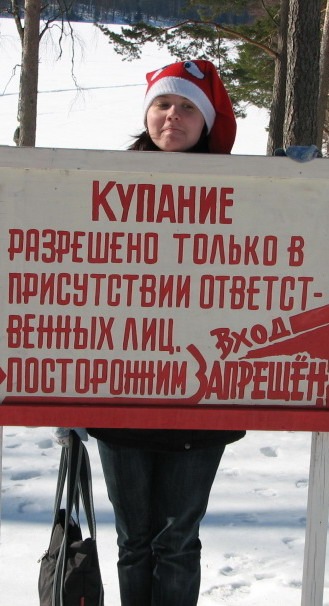 КУПАНИЕ
РАЗРЕШЕНО ТОЛЬКО В
ПРИСУТСТВИИ ОТВЕТСТ-
ВЕННЫХ ЛИЦ.
ВХОД
ПОСТОРОННИМ ЗАПРЕЩЁН